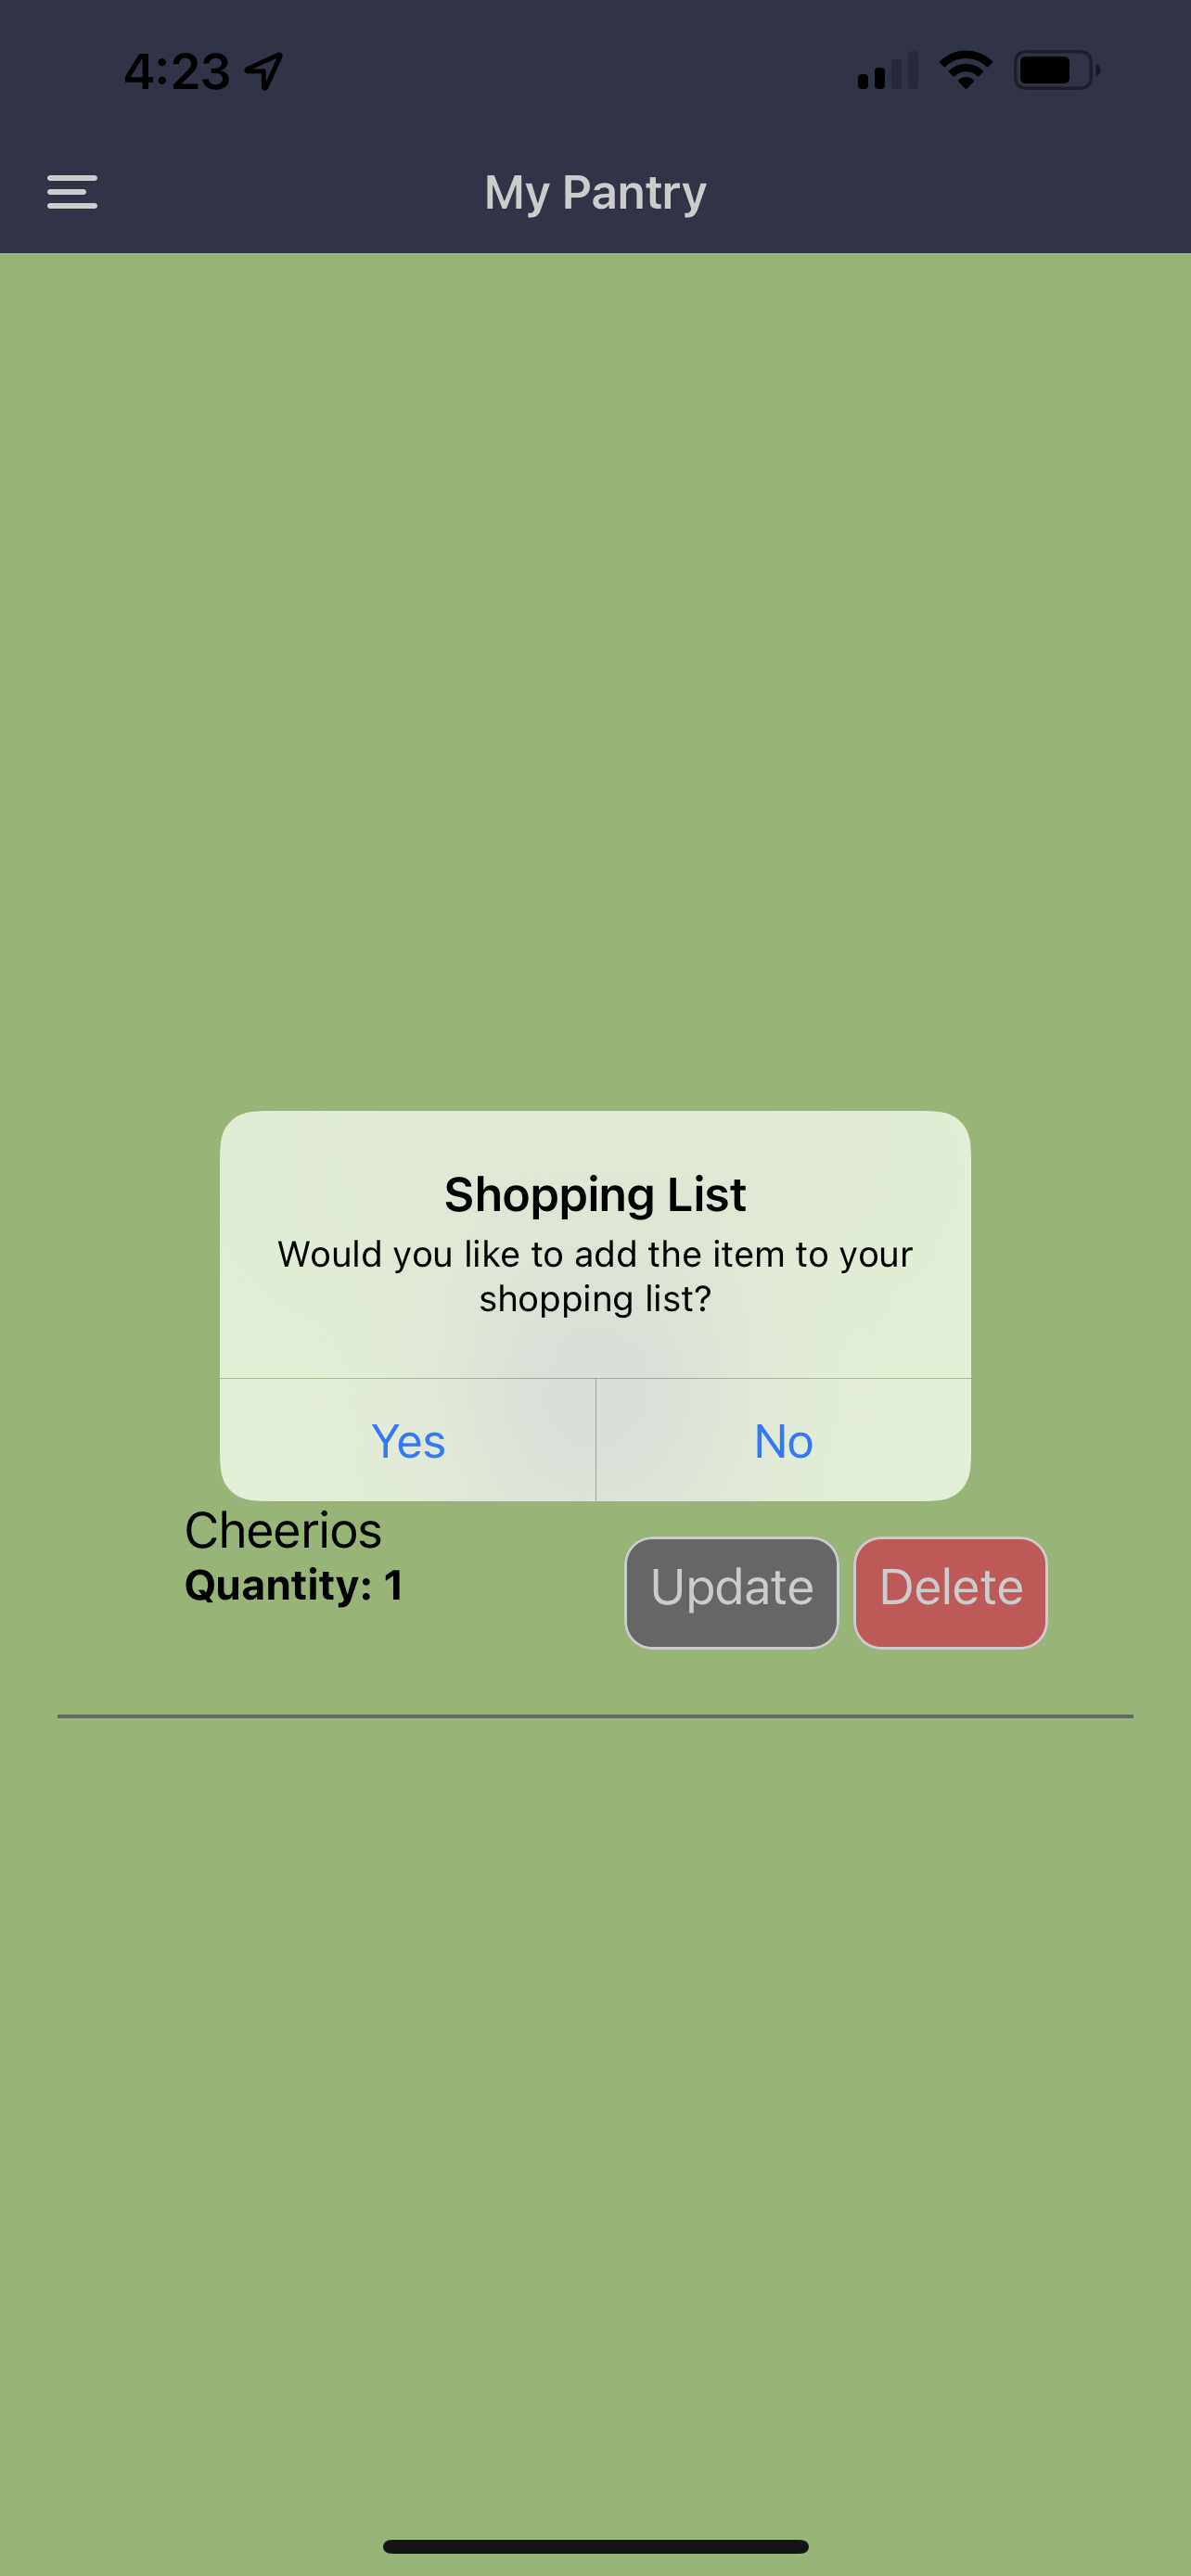 4:23
My Pantry
Shopping List
Would you like to add the item to your
shopping list?
Yes No
Cheerios
Quantity: 1
Update Delete